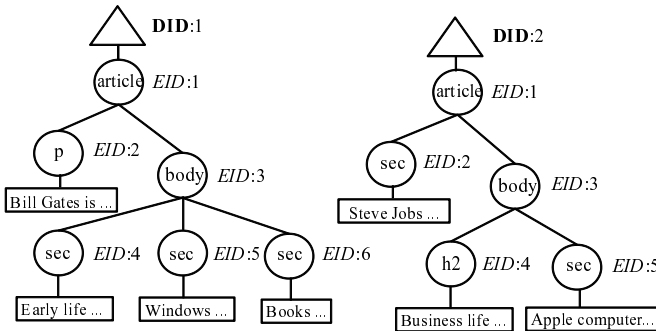 DID:1
article EID:1
p EID:2
body EID:3
Bill Gates is ...
sec EID:4
sec EID:5
sec EID:6
Early life ...
Windows ...
Books ...
DID:2
article EID:1
sec EID:2
body EID:3
Steve Jobs ...
h2 EID:4
sec EID:5
Business life ...
Apple computer....